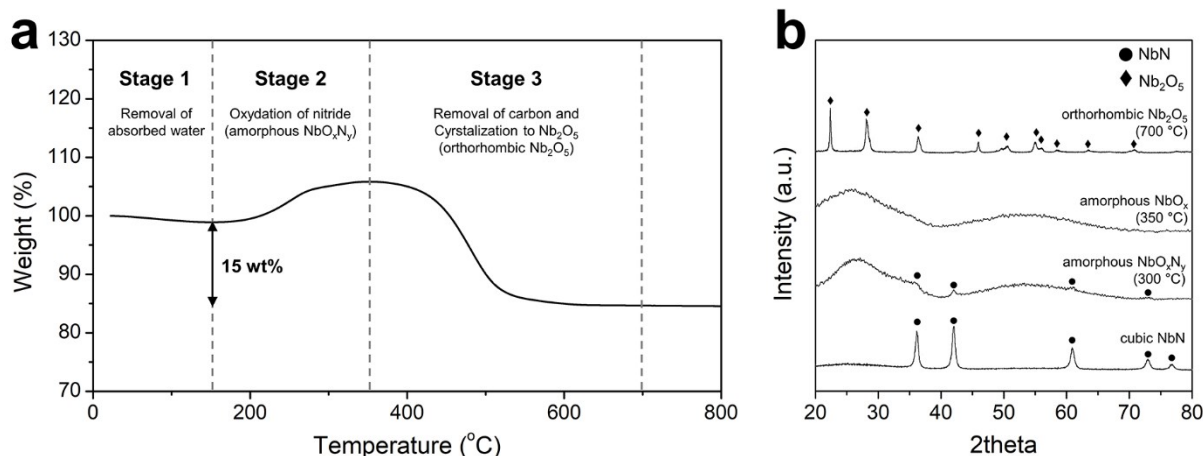 a
130
120
110
100
90
80
70
Weight (%)
0
200
400
600
800
Temperature (°C)
Stage 1
Removal of
absorbed water
Stage 2
Oxydation of nitride
(amorphous NbOₓNᵧ)
Stage 3
Removal of carbon and
Cyrstalization to Nb₂O₅
(orthorhombic Nb₂O₅)
15 wt%
b
● NbN
♦ Nb₂O₅
orthorhombic Nb₂O₅
(700 °C)
amorphous NbOₓ
(350 °C)
amorphous NbOₓNᵧ
(300 °C)
cubic NbN
Intensity (a.u.)
20
30
40
50
60
70
80
2theta